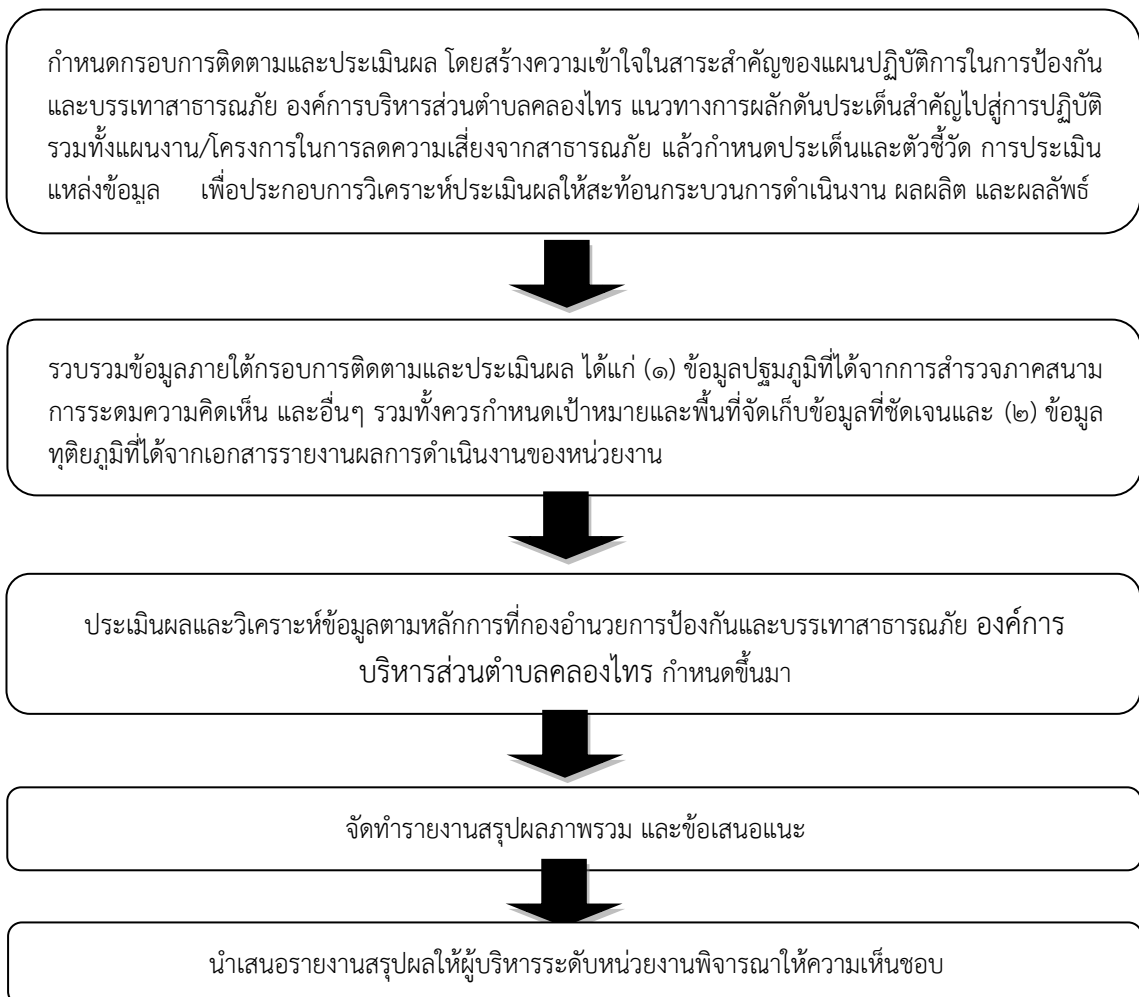 กำหนดกรอบการติดตามและประเมินผล โดยสร้างความเข้าใจในสาระสำคัญของแผนปฏิบัติการในการป้องกัน
และบรรเทาสาธารณภัย องค์การบริหารส่วนตำบลคลองไทร แนวทางการผลักดันประเด็นสำคัญไปสู่การปฏิบัติ
รวมทั้งแผนงาน/โครงการในการลดความเสี่ยงจากสาธารณภัย แล้วกำหนดประเด็นและตัวชี้วัด การประเมิน
แหล่งข้อมูล เพื่อประกอบการวิเคราะห์ประเมินผลให้สะท้อนกระบวนการดำเนินงาน ผลผลิต และผลลัพธ์
รวบรวมข้อมูลภายใต้กรอบการติดตามและประเมินผล ได้แก่ (๑) ข้อมูลปฐมภูมิที่ได้จากการสำรวจภาคสนาม
การระดมความคิดเห็น และอื่นๆ รวมทั้งควรกำหนดเป้าหมายและพื้นที่จัดเก็บข้อมูลที่ชัดเจนและ (๒) ข้อมูล
ทุติยภูมิที่ได้จากเอกสารรายงานผลการดำเนินงานของหน่วยงาน
ประเมินผลและวิเคราะห์ข้อมูลตามหลักการที่กองอำนวยการป้องกันและบรรเทาสาธารณภัย องค์การ
บริหารส่วนตำบลคลองไทร กำหนดขึ้นมา
จัดทำรายงานสรุปผลภาพรวม และข้อเสนอแนะ
นำเสนอรายงานสรุปผลให้ผู้บริหารระดับหน่วยงานพิจารณาให้ความเห็นชอบ